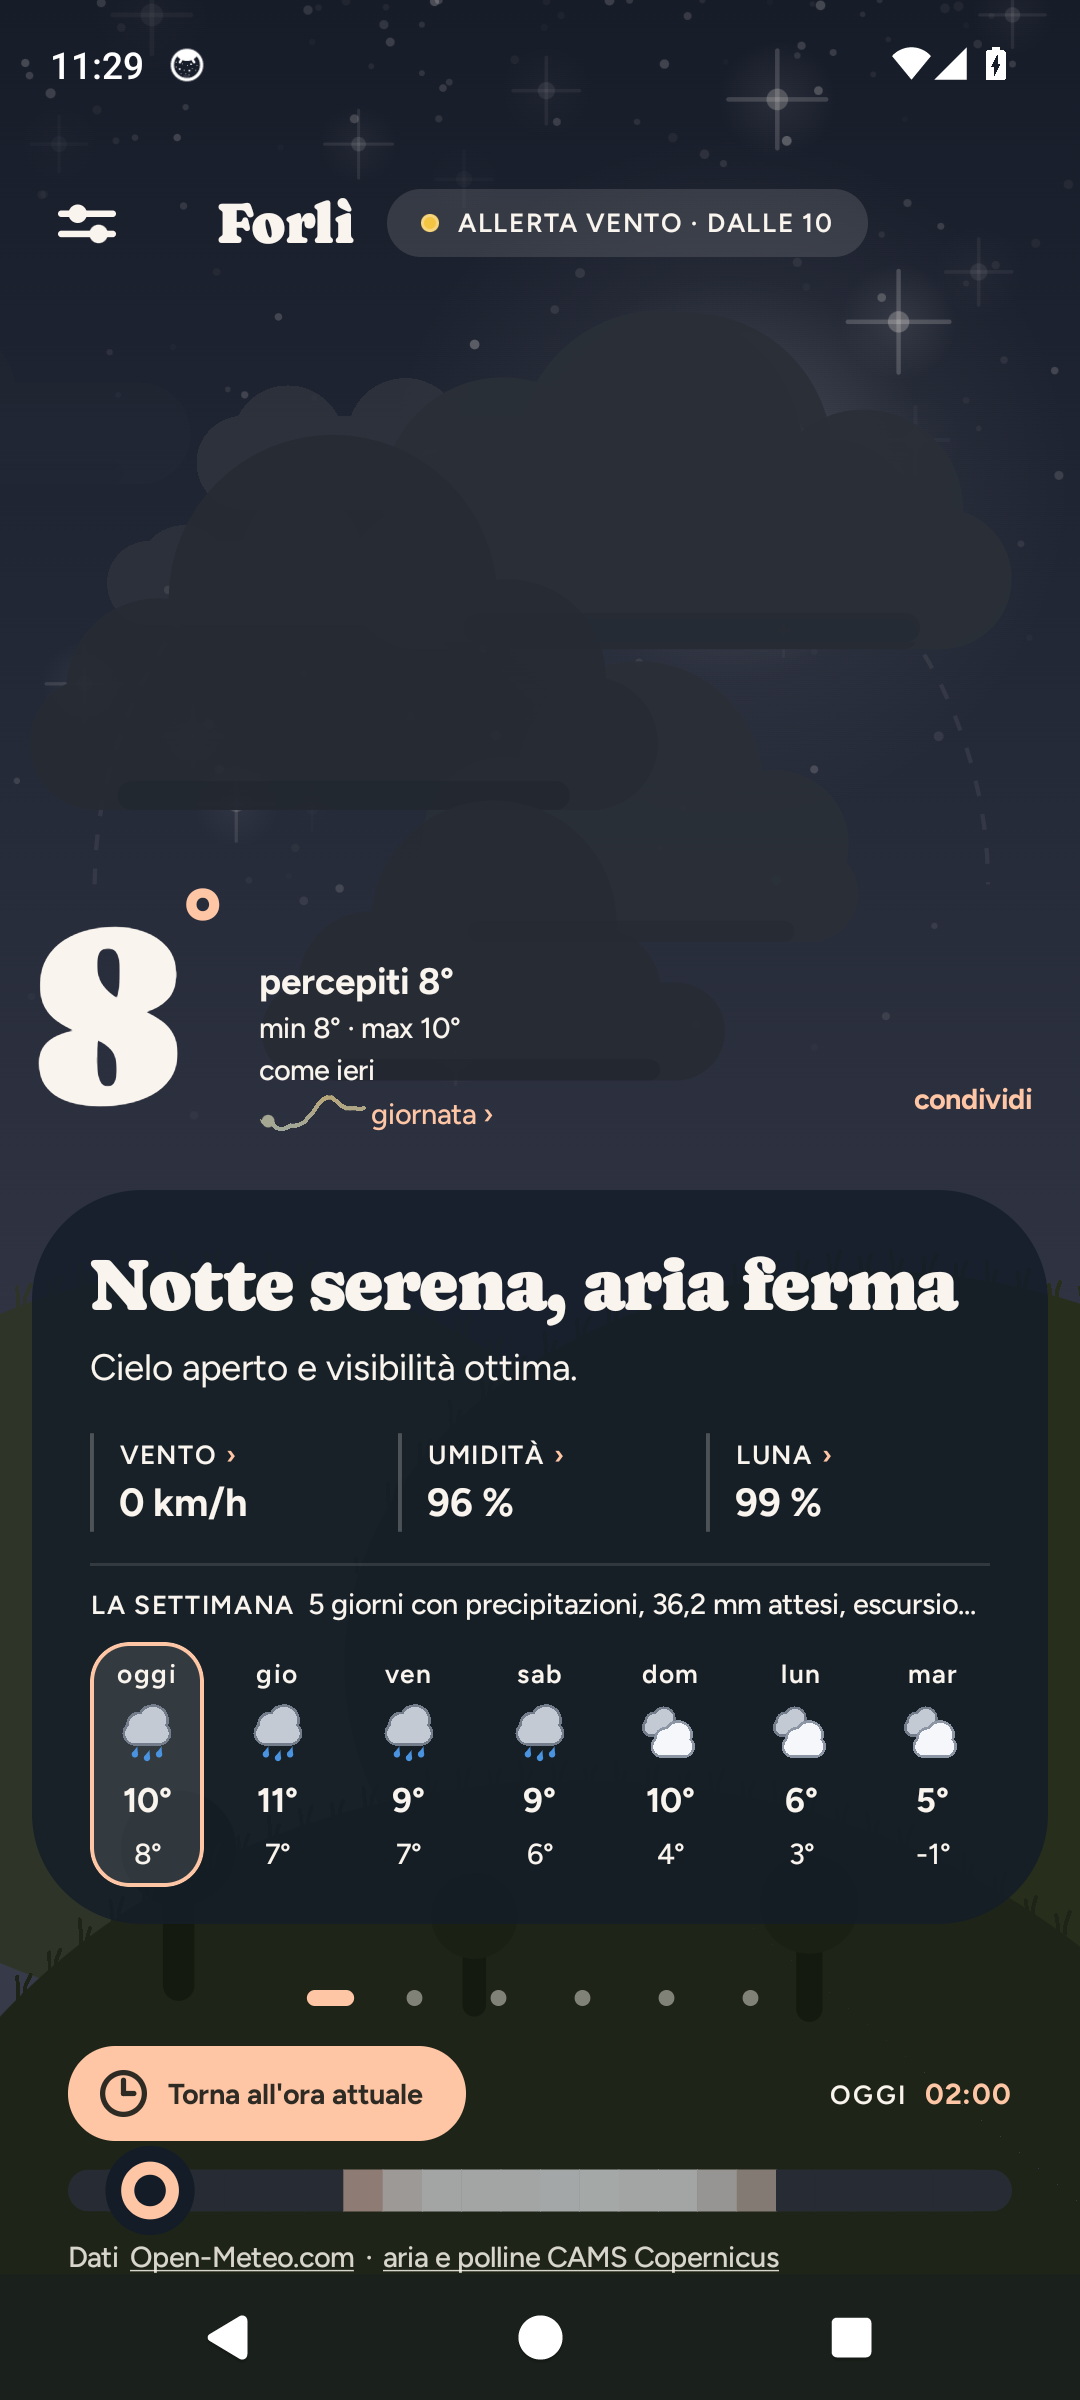 11:29
Forlì
ALLERTA VENTO · DALLE 10
8°
percepiti 8°
min 8° · max 10°
come ieri
giornata ›
condividi
Notte serena, aria ferma
Cielo aperto e visibilità ottima.
VENTO › UMIDITÀ › LUNA ›
0 km/h 96 % 99 %
LA SETTIMANA 5 giorni con precipitazioni, 36,2 mm attesi, escursio...
oggi gio ven sab dom lun mar
10° 11° 9° 9° 10° 6° 5°
8° 7° 7° 6° 4° 3° -1°
Torna all'ora attuale
OGGI 02:00
Dati Open-Meteo.com · aria e polline CAMS Copernicus